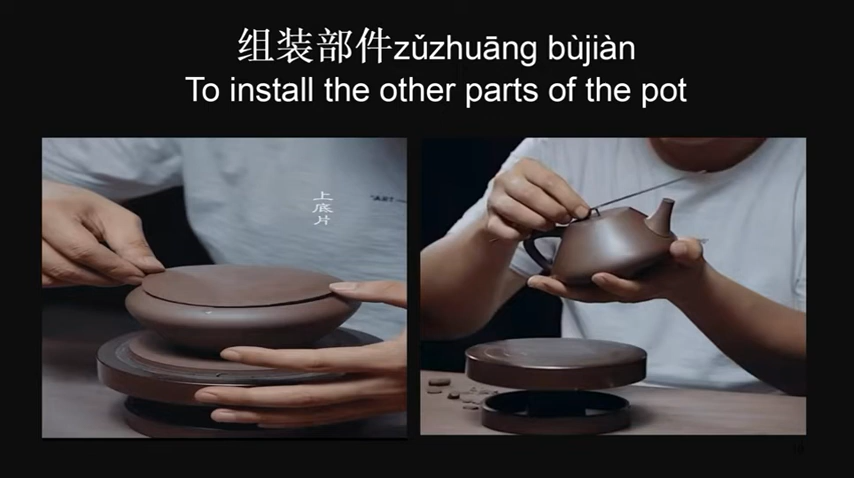 组装部件zǔzhuāng bùjiàn
To install the other parts of the pot
上底片